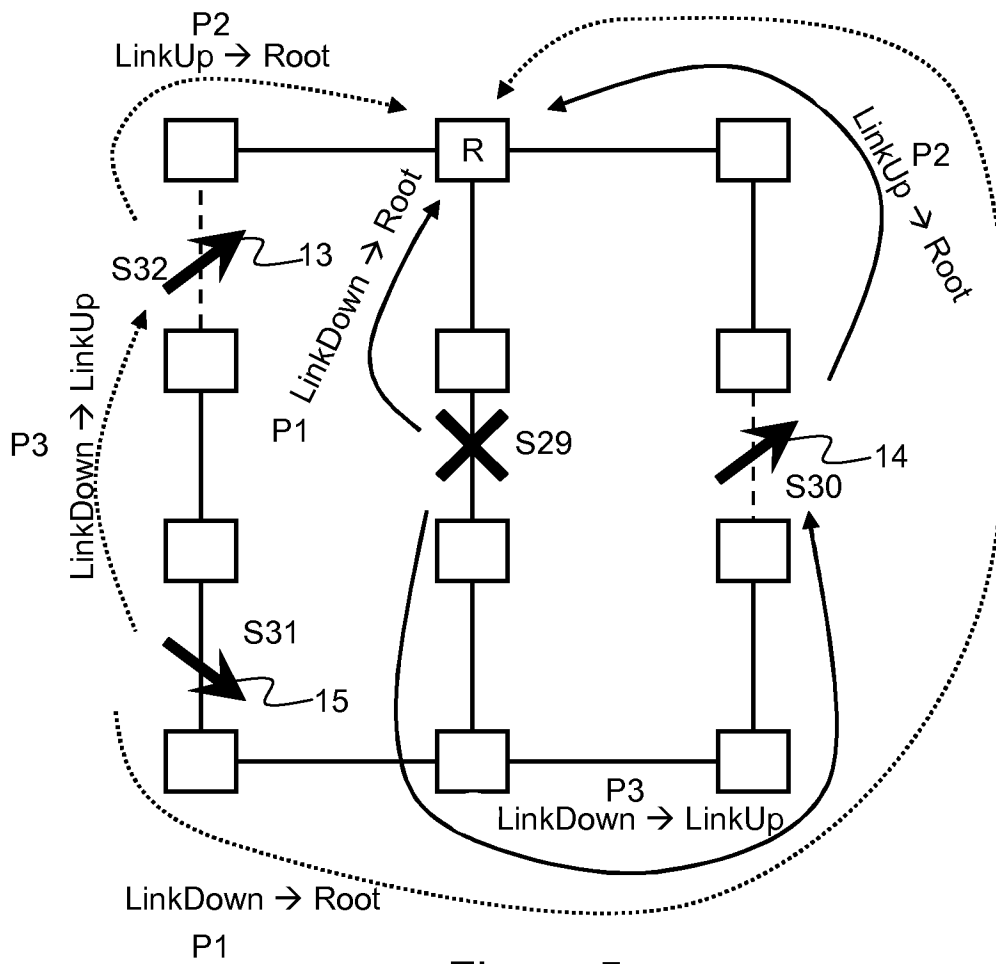 P2
LinkUp → Root
R
LinkUp → Root
P2
S32
13
LinkDown → Root
P1
LinkDown → LinkUp
P3
S29
14
S30
S31
15
P3
LinkDown → LinkUp
LinkDown → Root
P1